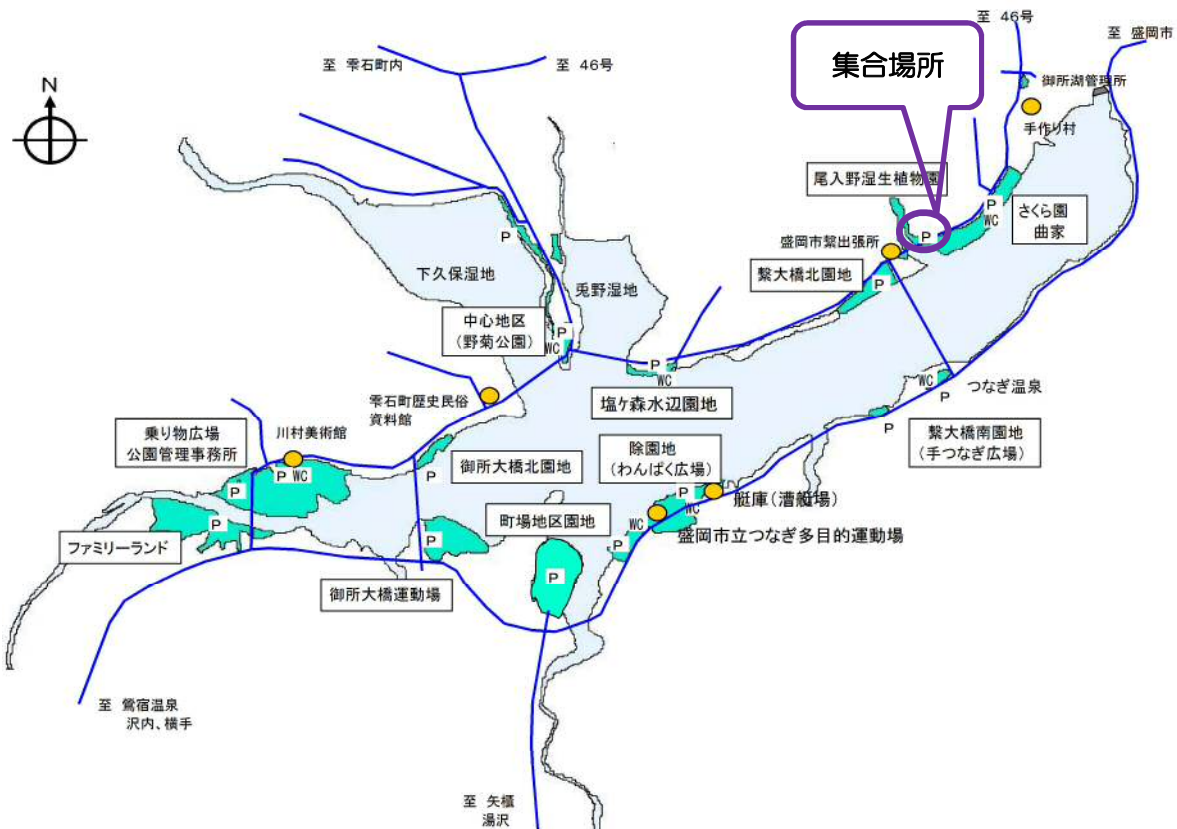 至 46号
至 盛岡市
集合場所
至 雫石町内
至 46号
N
御所湖管理所
手作り村
尾入野湿生植物園
P
WC
さくら園
曲家
P
盛岡市繋出張所
P
下久保湿地
兎野湿地
繋大橋北園地
P
中心地区
(野菊公園)
P
WC
P
WC
WC
つなぎ温泉
P
雫石町歴史民俗
資料館
塩ケ森水辺園地
乗り物広場
公園管理事務所
川村美術館
P
繋大橋南園地
(手つなぎ広場)
除園地
(わんぱく広場)
御所大橋北園地
P
P WC
P
P
艇庫(漕艇場)
WC
P
町場地区園地
WC
盛岡市立つなぎ多目的運動場
ファミリーランド
P
P
P
御所大橋運動場
至 鶯宿温泉
沢内、横手
至 矢櫃
湯沢